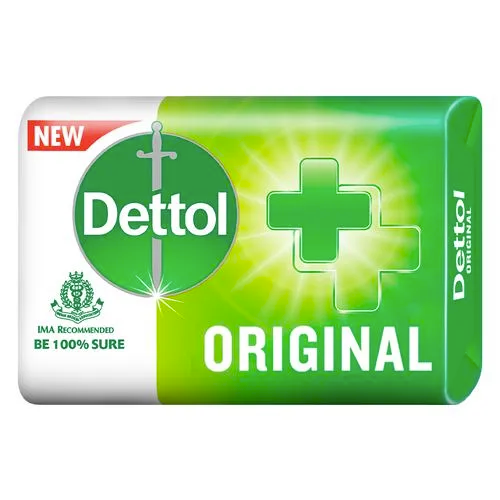 NEW
Dettol
IMA RECOMMENDED
BE 100% SURE
ORIGINAL
Dettol
ORIGINAL